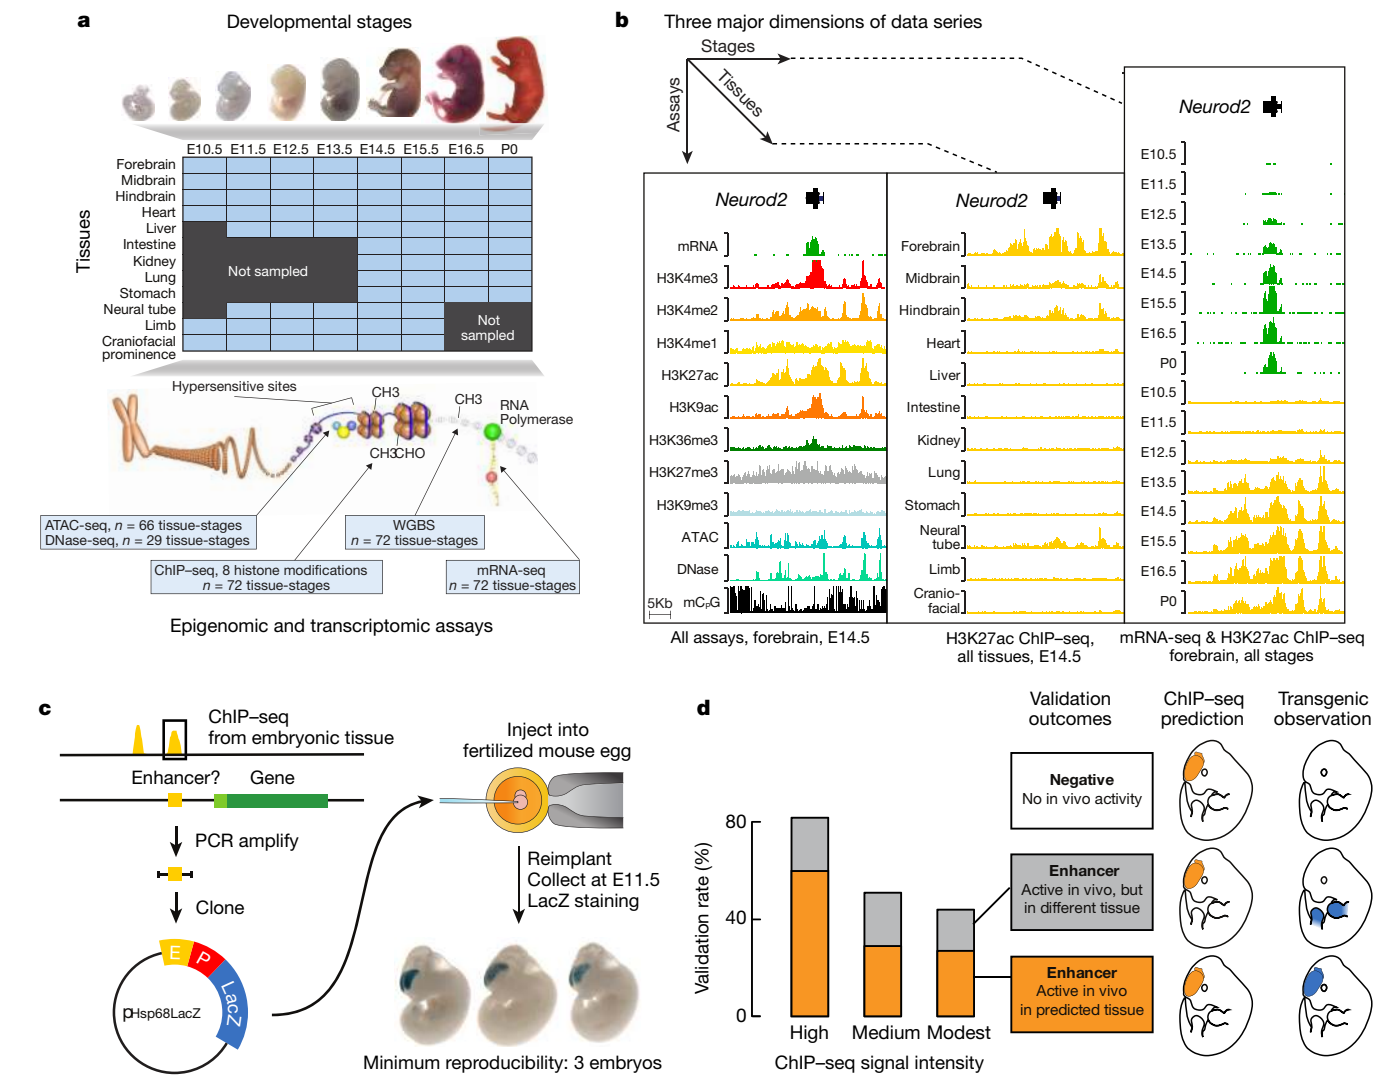 a
Developmental stages
E10.5 E11.5 E12.5 E13.5 E14.5 E15.5 E16.5 P0
Tissues
Forebrain
Midbrain
Hindbrain
Heart
Liver
Intestine
Kidney
Lung
Stomach
Neural tube
Limb
Craniofacial
prominence
Not sampled
Not
sampled
Hypersensitive sites
CH3
CH3
RNA
Polymerase
CH3CHO
ATAC-seq, n = 66 tissue-stages
DNase-seq, n = 29 tissue-stages
WGBS
n = 72 tissue-stages
ChIP–seq, 8 histone modifications
n = 72 tissue-stages
mRNA-seq
n = 72 tissue-stages
Epigenomic and transcriptomic assays
b
Three major dimensions of data series
Stages
Tissues
Assays
Neurod2
mRNA
H3K4me3
H3K4me2
H3K4me1
H3K27ac
H3K9ac
H3K36me3
H3K27me3
H3K9me3
ATAC
DNase
mCpG
5Kb
All assays, forebrain, E14.5
Neurod2
Forebrain
Midbrain
Hindbrain
Heart
Liver
Intestine
Kidney
Lung
Stomach
Neural
tube
Limb
Cranio-
facial
H3K27ac ChIP–seq,
all tissues, E14.5
Neurod2
E10.5
E11.5
E12.5
E13.5
E14.5
E15.5
E16.5
P0
E10.5
E11.5
E12.5
E13.5
E14.5
E15.5
E16.5
P0
mRNA-seq & H3K27ac ChIP–seq
forebrain, all stages
c
ChIP–seq
from embryonic tissue
Enhancer? Gene
PCR amplify
Clone
E P LacZ
pHsp68LacZ
Inject into
fertilized mouse egg
Reimplant
Collect at E11.5
LacZ staining
Minimum reproducibility: 3 embryos
d
Validation
outcomes
ChIP–seq
prediction
Transgenic
observation
Negative
No in vivo activity
Enhancer
Active in vivo, but
in different tissue
Enhancer
Active in vivo
in predicted tissue
Validation rate (%)
80
40
0
High Medium Modest
ChIP–seq signal intensity